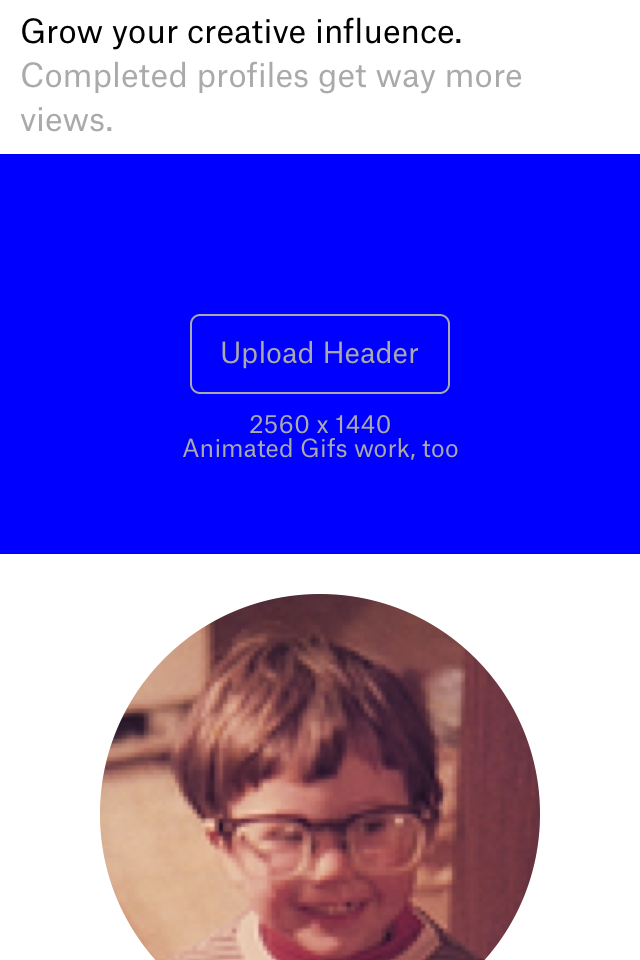 Grow your creative influence.
Completed profiles get way more
views.
Upload Header
2560 x 1440
Animated Gifs work, too